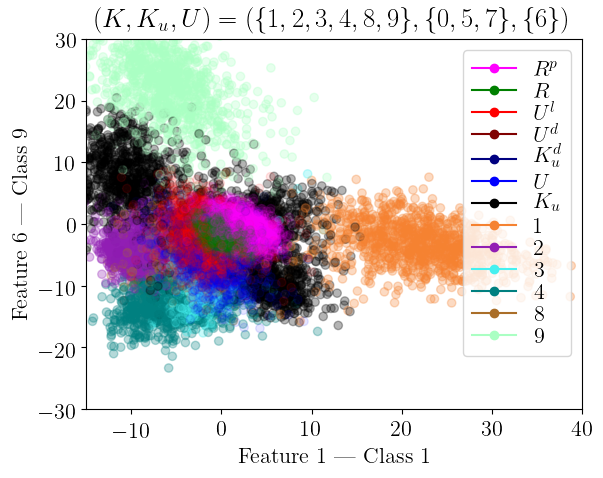 (K, K_u, U) = ({1, 2, 3, 4, 8, 9}, {0, 5, 7}, {6})
30
20
10
0
−10
−20
−30
Feature 6 — Class 9
R^p
R
U^l
U^d
K_u^d
U
K_u
1
2
3
4
8
9
−10
0
10
20
30
40
Feature 1 — Class 1